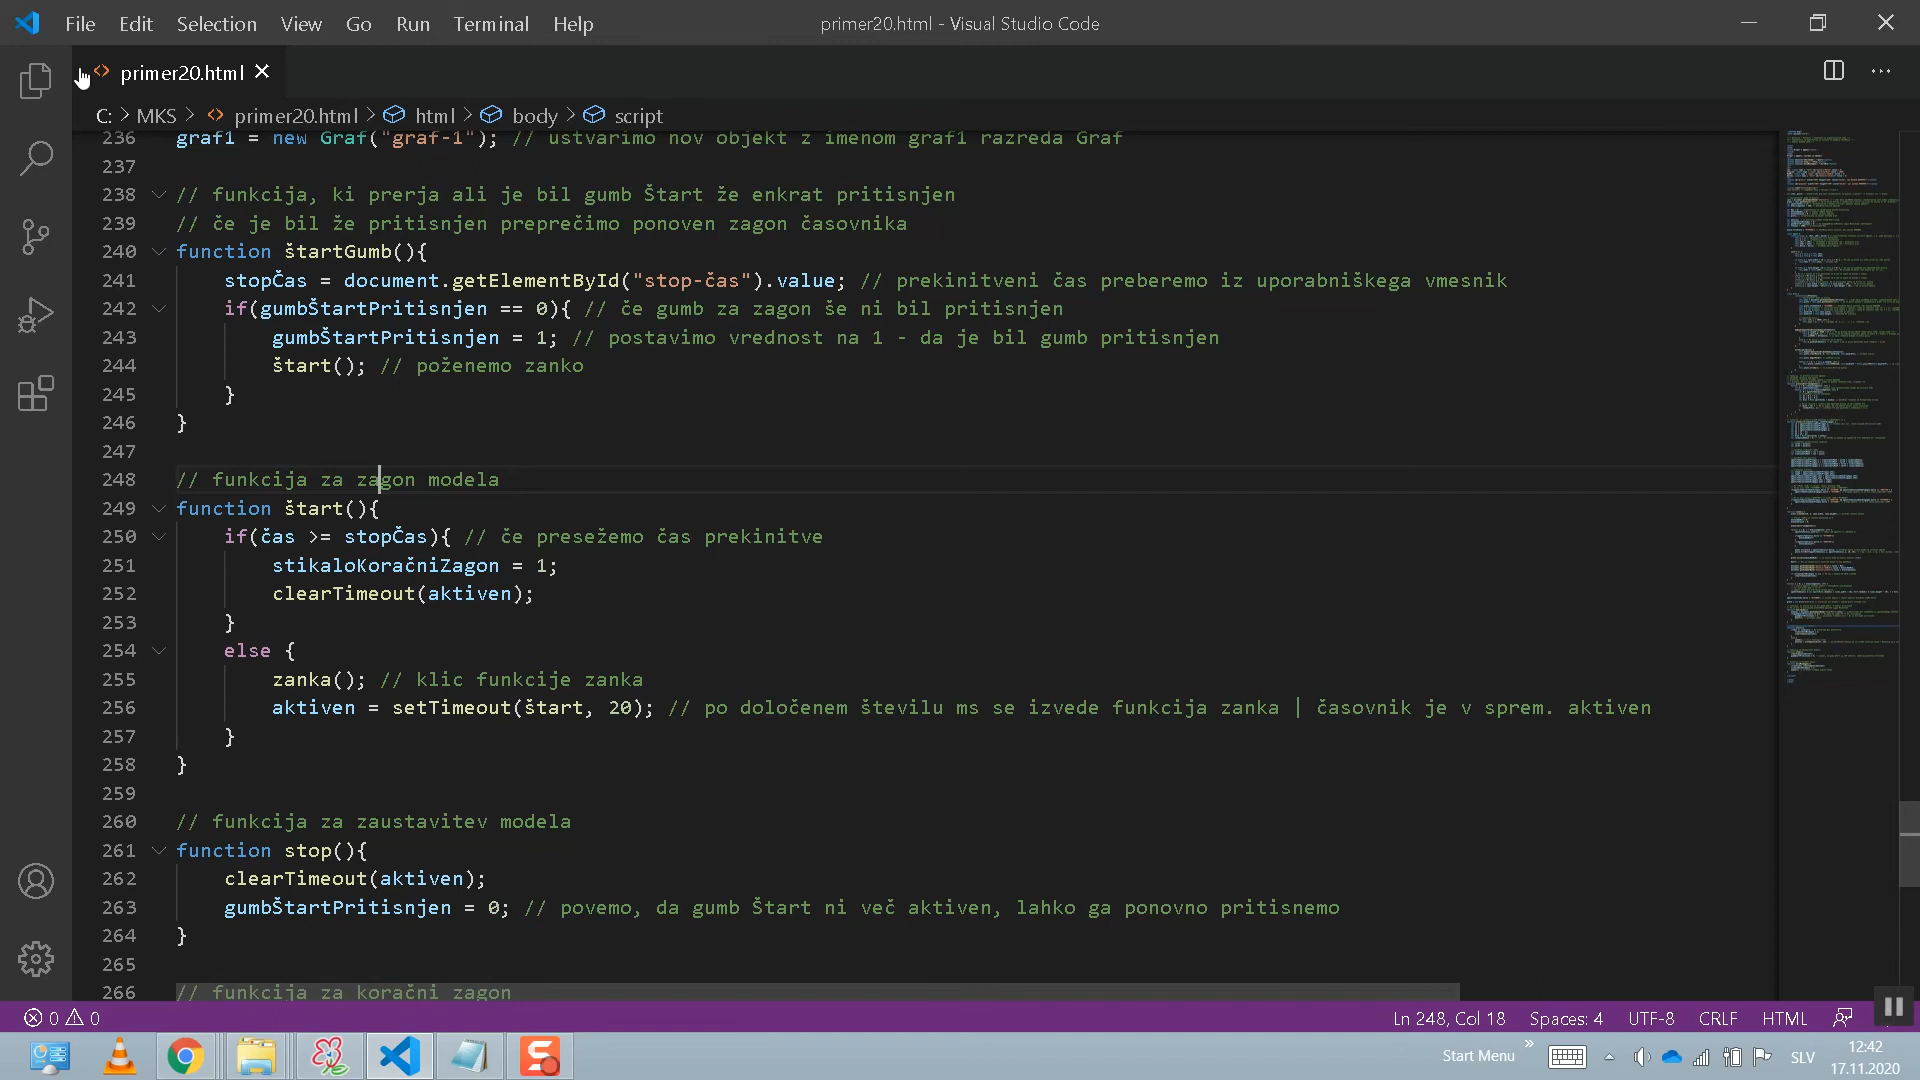 File Edit Selection View Go Run Terminal Help primer20.html - Visual Studio Code
primer20.html
C: > MKS > primer20.html > html > body > script
236 graf1 = new Graf("graf-1"); // ustvarimo nov objekt z imenom graf1 razreda Graf
237
238 // funkcija, ki prerja ali je bil gumb Štart že enkrat pritisnjen
239 // če je bil že pritisnjen preprečimo ponoven zagon časovnika
240 function štartGumb(){
241 stopČas = document.getElementById("stop-čas").value; // prekinitveni čas preberemo iz uporabniškega vmesnik
242 if(gumbŠtartPritisnjen == 0){ // če gumb za zagon še ni bil pritisnjen
243 gumbŠtartPritisnjen = 1; // postavimo vrednost na 1 - da je bil gumb pritisnjen
244 štart(); // poženemo zanko
245 }
246 }
247
248 // funkcija za zagon modela
249 function štart(){
250 if(čas >= stopČas){ // če presežemo čas prekinitve
251 stikaloKoračniZagon = 1;
252 clearTimeout(aktiven);
253 }
254 else {
255 zanka(); // klic funkcije zanka
256 aktiven = setTimeout(štart, 20); // po določenem številu ms se izvede funkcija zanka | časovnik je v sprem. aktiven
257 }
258 }
259
260 // funkcija za zaustavitev modela
261 function stop(){
262 clearTimeout(aktiven);
263 gumbŠtartPritisnjen = 0; // povemo, da gumb Štart ni več aktiven, lahko ga ponovno pritisnemo
264 }
265
266 // funkcija za koračni zagon
0 0 Ln 248, Col 18 Spaces: 4 UTF-8 CRLF HTML
Start Menu » SLV 12:42
17.11.2020